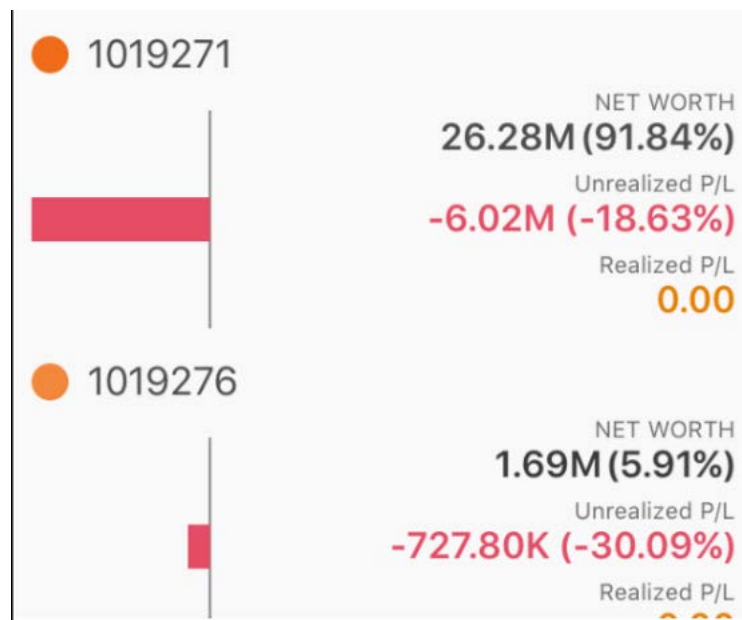 1019271
NET WORTH
26.28M (91.84%)
Unrealized P/L
-6.02M (-18.63%)
Realized P/L
0.00
1019276
NET WORTH
1.69M (5.91%)
Unrealized P/L
-727.80K (-30.09%)
Realized P/L